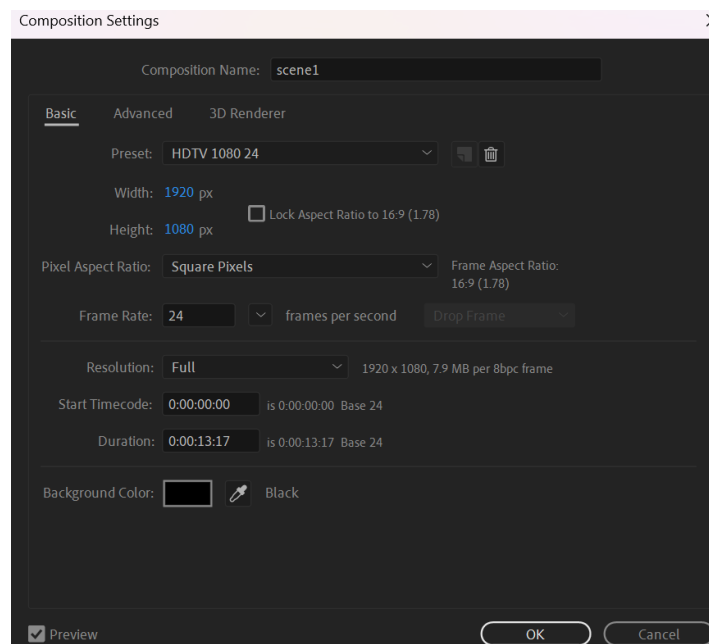 Composition Settings
Composition Name: scene1
Basic Advanced 3D Renderer
Preset: HDTV 1080 24
Width: 1920 px
Lock Aspect Ratio to 16:9 (1.78)
Height: 1080 px
Pixel Aspect Ratio: Square Pixels
Frame Aspect Ratio:
16:9 (1.78)
Frame Rate: 24 frames per second Drop Frame
Resolution: Full 1920 x 1080, 7.9 MB per 8bpc frame
Start Timecode: 0:00:00:00 is 0:00:00:00 Base 24
Duration: 0:00:13:17 is 0:00:13:17 Base 24
Background Color: Black
Preview OK Cancel